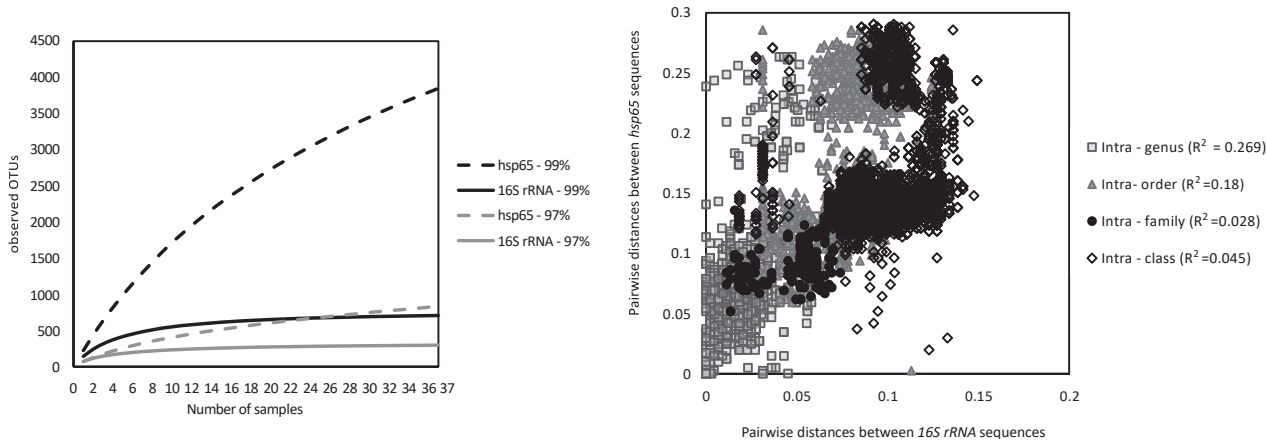 4500
4000
3500
3000
2500
2000
1500
1000
500
0
observed OTUs
0 2 4 6 8 10 12 14 16 18 20 22 24 26 28 30 32 34 36 37
Number of samples
hsp65 - 99%
16S rRNA - 99%
hsp65 - 97%
16S rRNA - 97%
0.3
0.25
0.2
0.15
0.1
0.05
0
Pairwise distances between hsp65 sequences
0 0.05 0.1 0.15 0.2
Pairwise distances between 16S rRNA sequences
Intra - genus (R² = 0.269)
Intra- order (R²=0.18)
Intra - family (R²=0.028)
Intra - class (R²=0.045)